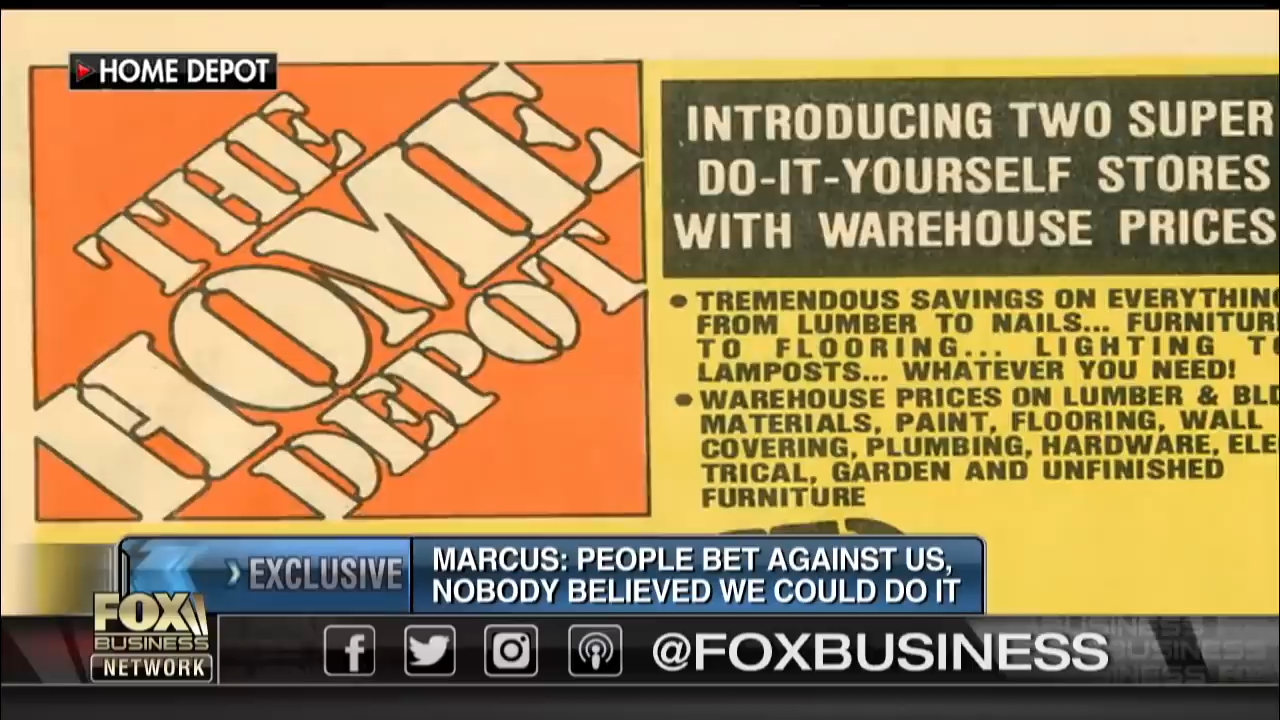 HOME DEPOT
THE
HOME
DEPOT
INTRODUCING TWO SUPER
DO-IT-YOURSELF STORES
WITH WAREHOUSE PRICES
• TREMENDOUS SAVINGS ON EVERYTHING
FROM LUMBER TO NAILS... FURNITUR
TO FLOORING... LIGHTING TO
LAMPOSTS... WHATEVER YOU NEED!
• WAREHOUSE PRICES ON LUMBER & BLD
MATERIALS, PAINT, FLOORING, WALL
COVERING, PLUMBING, HARDWARE, ELE
TRICAL, GARDEN AND UNFINISHED
FURNITURE
EXCLUSIVE
MARCUS: PEOPLE BET AGAINST US,
NOBODY BELIEVED WE COULD DO IT
FOX
BUSINESS
NETWORK
@FOXBUSINESS